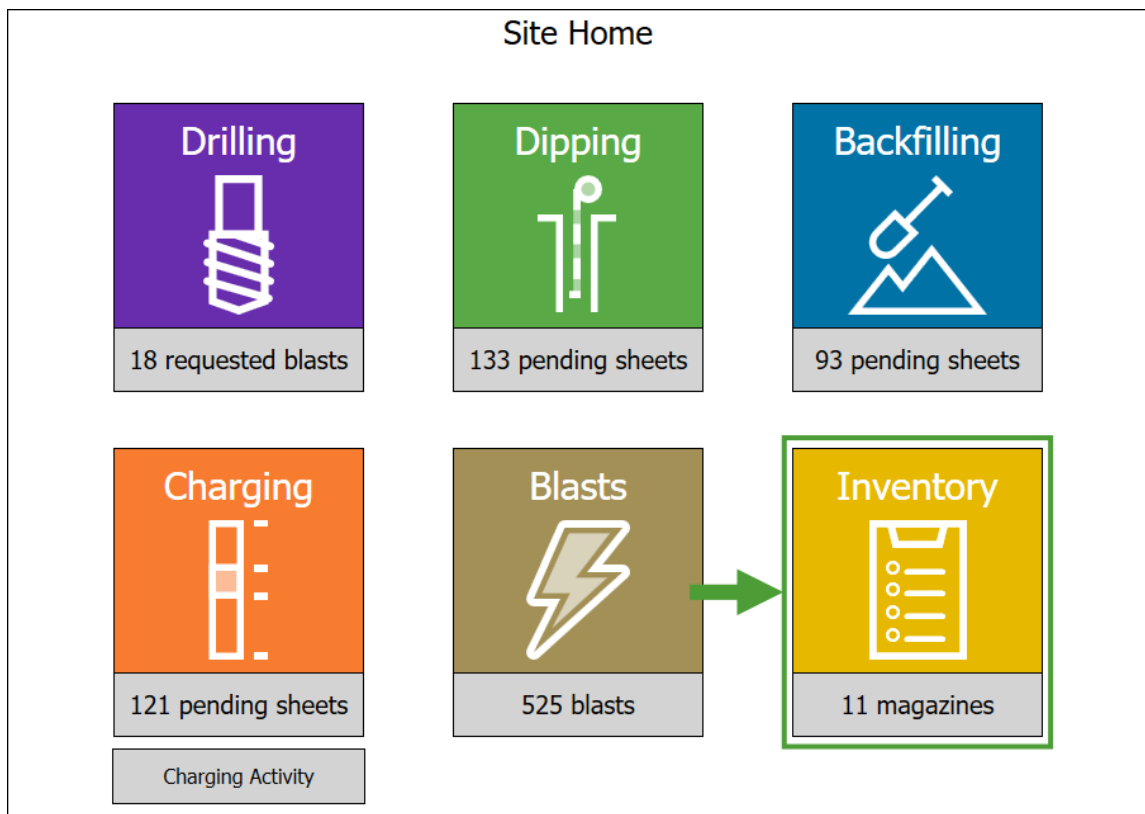 Site Home
Drilling
Dipping
Backfilling
18 requested blasts
133 pending sheets
93 pending sheets
Charging
Blasts
Inventory
121 pending sheets
525 blasts
11 magazines
Charging Activity